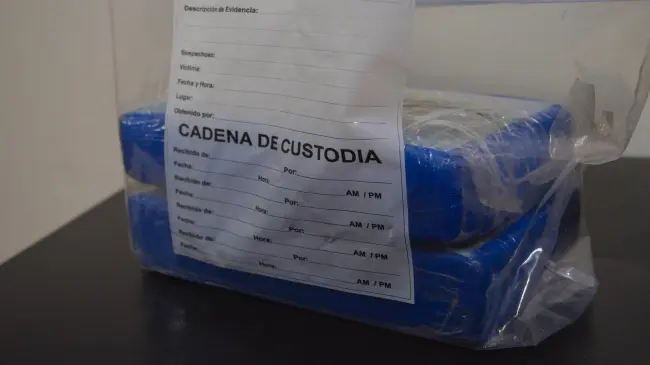 Descripción de Evidencia:
Sospechoso:
Víctima:
Fecha y Hora:
Lugar:
Obtenido por:
CADENA DE CUSTODIA
Recibido de: Por:
Fecha: Hora: AM / PM
Recibido de: Por:
Fecha: Hora: AM / PM
Recibido de: Por:
Fecha: Hora: AM / PM
Recibido de: Por:
Fecha: Hora: AM / PM